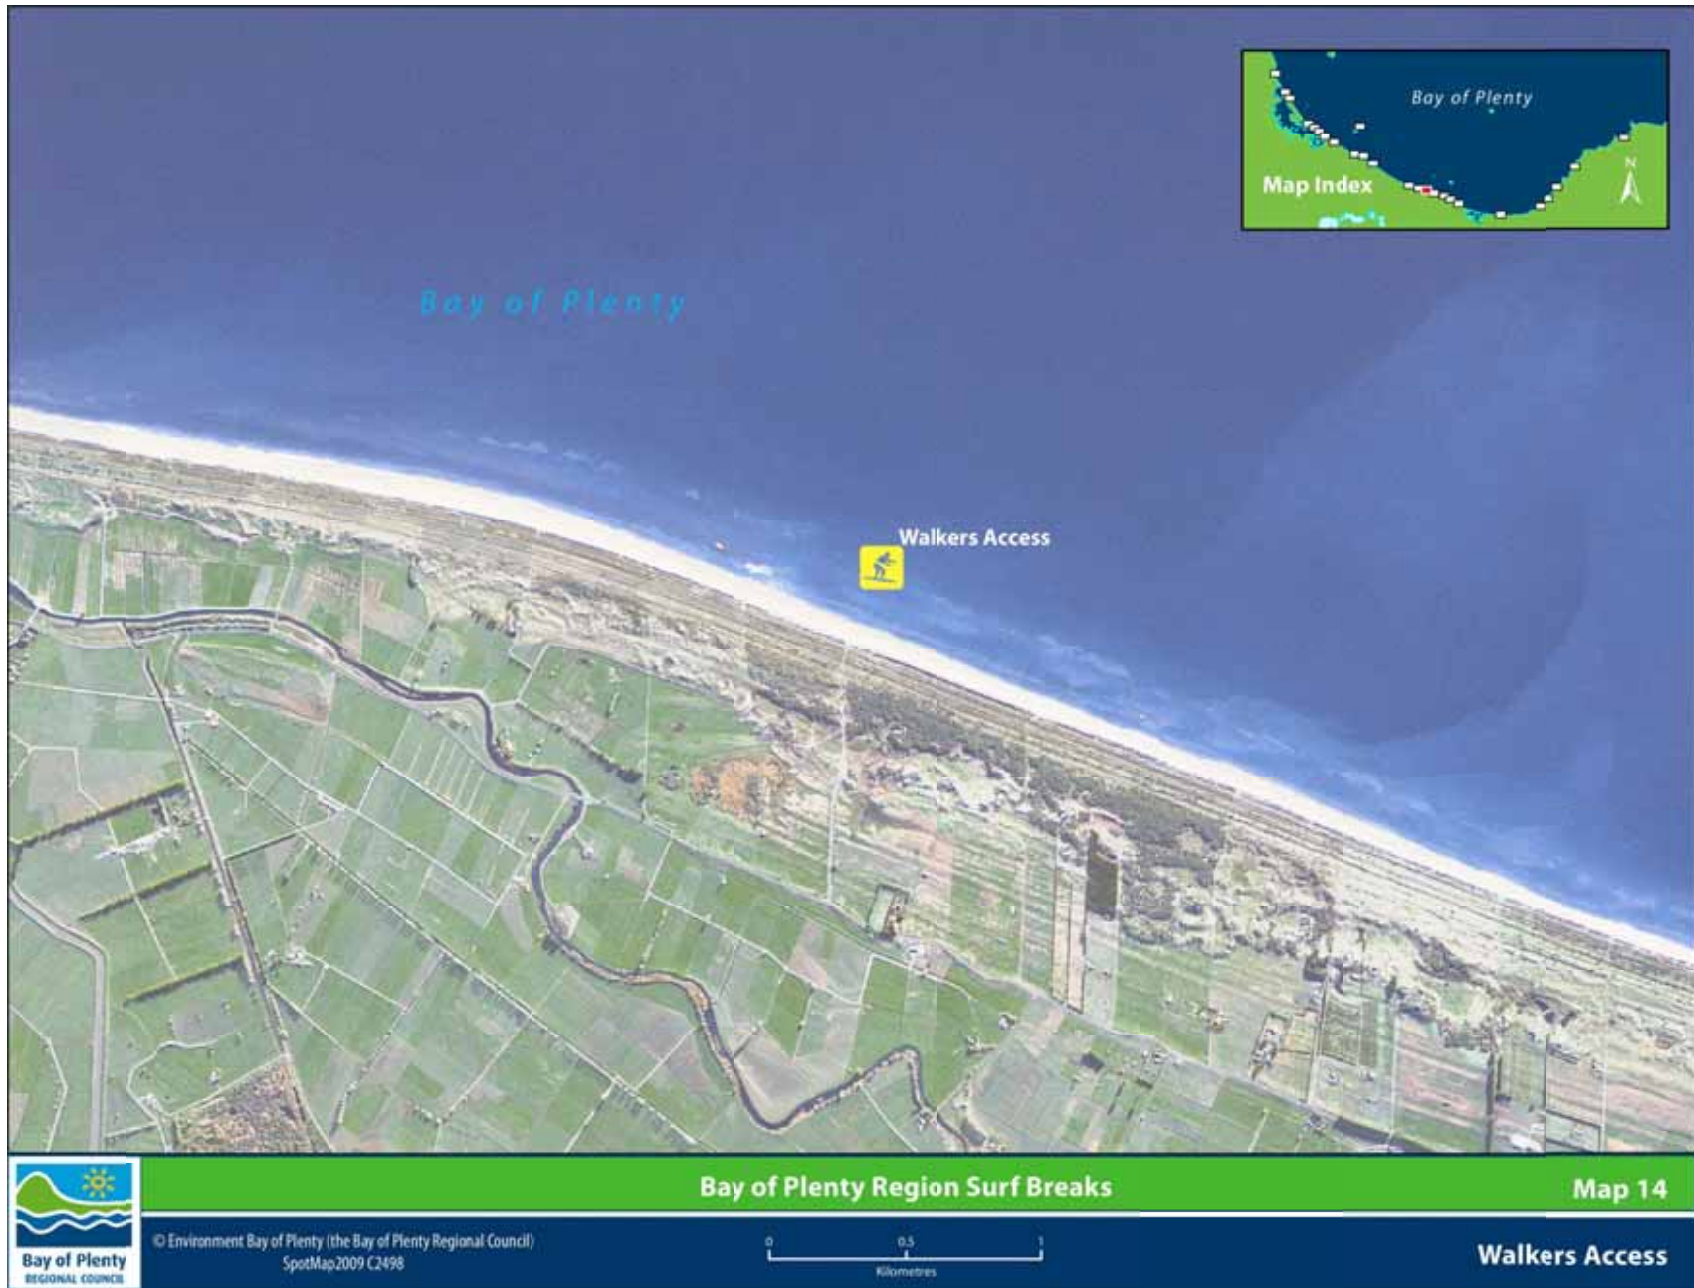 Bay of Plenty
Map Index
N
Bay of Plenty
Walkers Access
Bay of Plenty Region Surf Breaks
Map 14
Bay of Plenty
REGIONAL COUNCIL
© Environment Bay of Plenty (the Bay of Plenty Regional Council)
SpotMap2009 C2498
0 0.5 1
Kilometres
Walkers Access